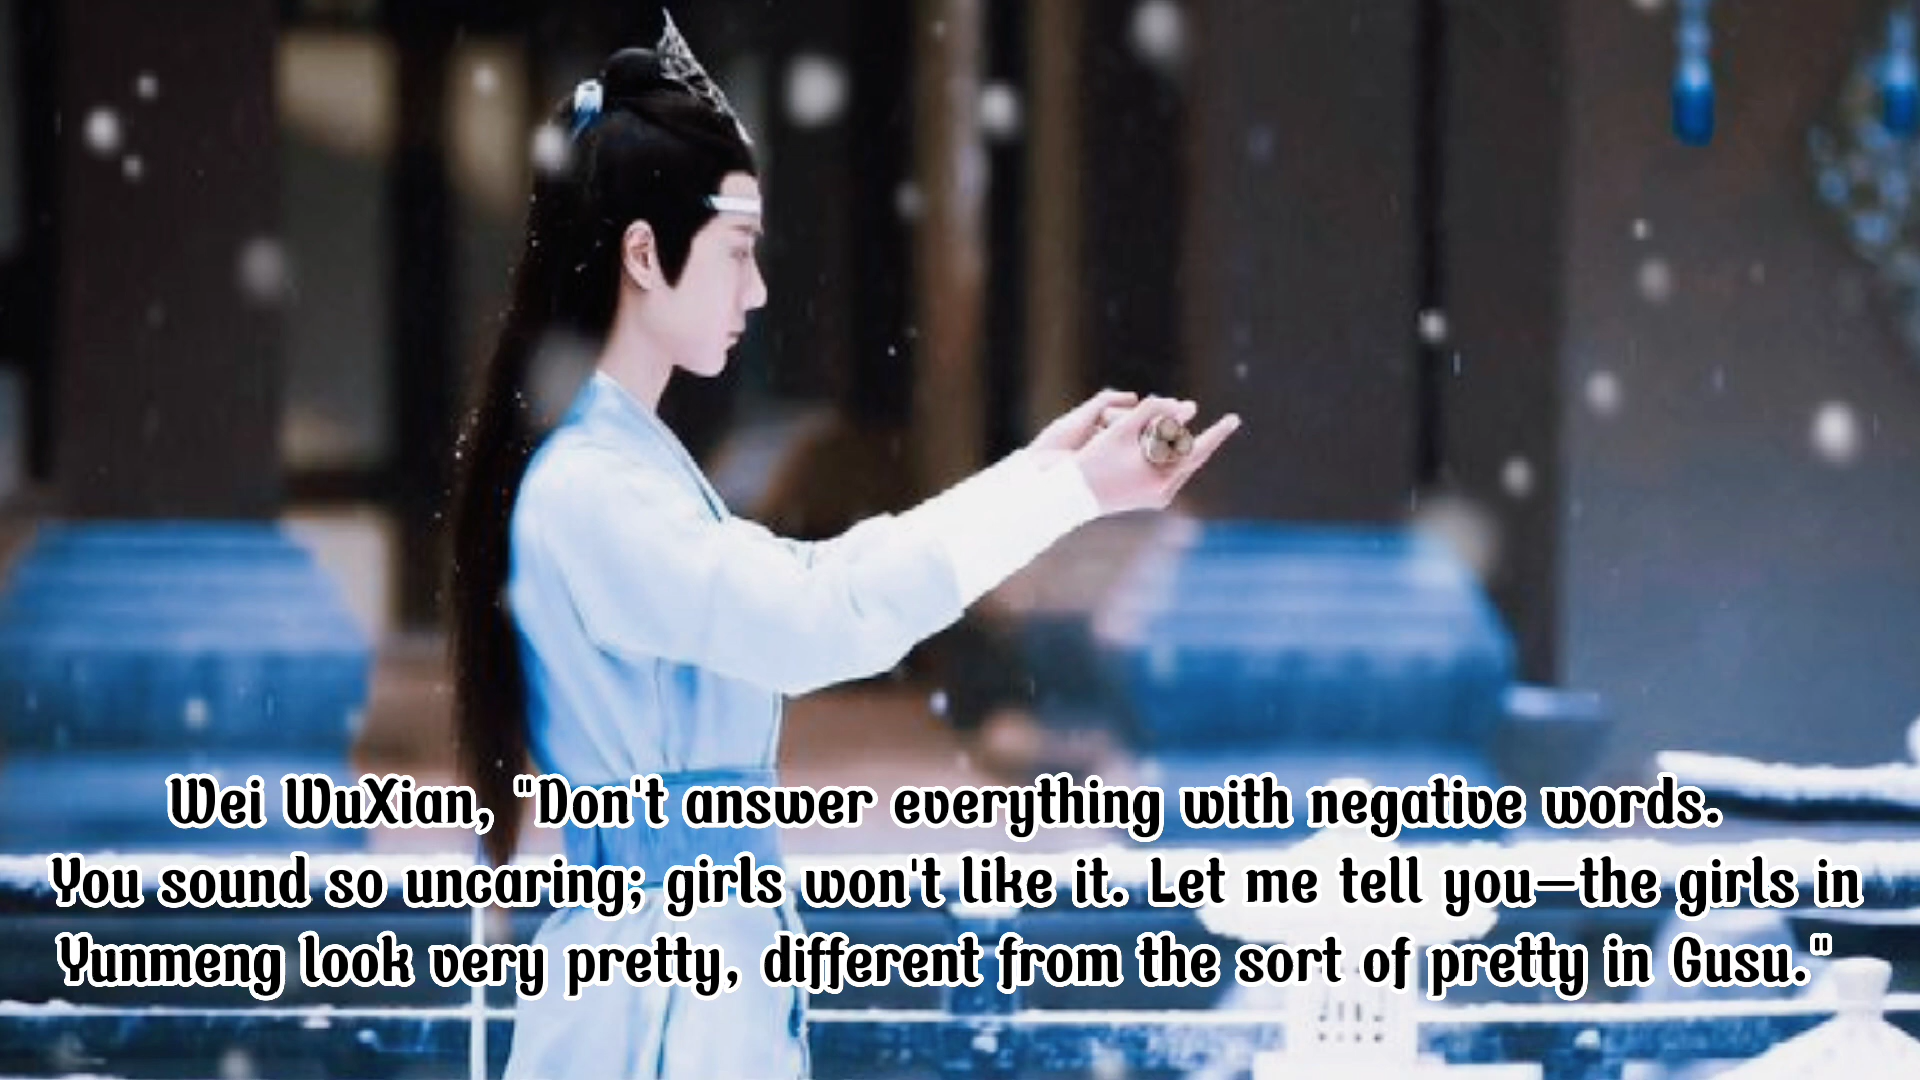 Wei WuXian, "Don't answer everything with negative words.
You sound so uncaring; girls won't like it. Let me tell you—the girls in
Yunmeng look very pretty, different from the sort of pretty in Gusu."